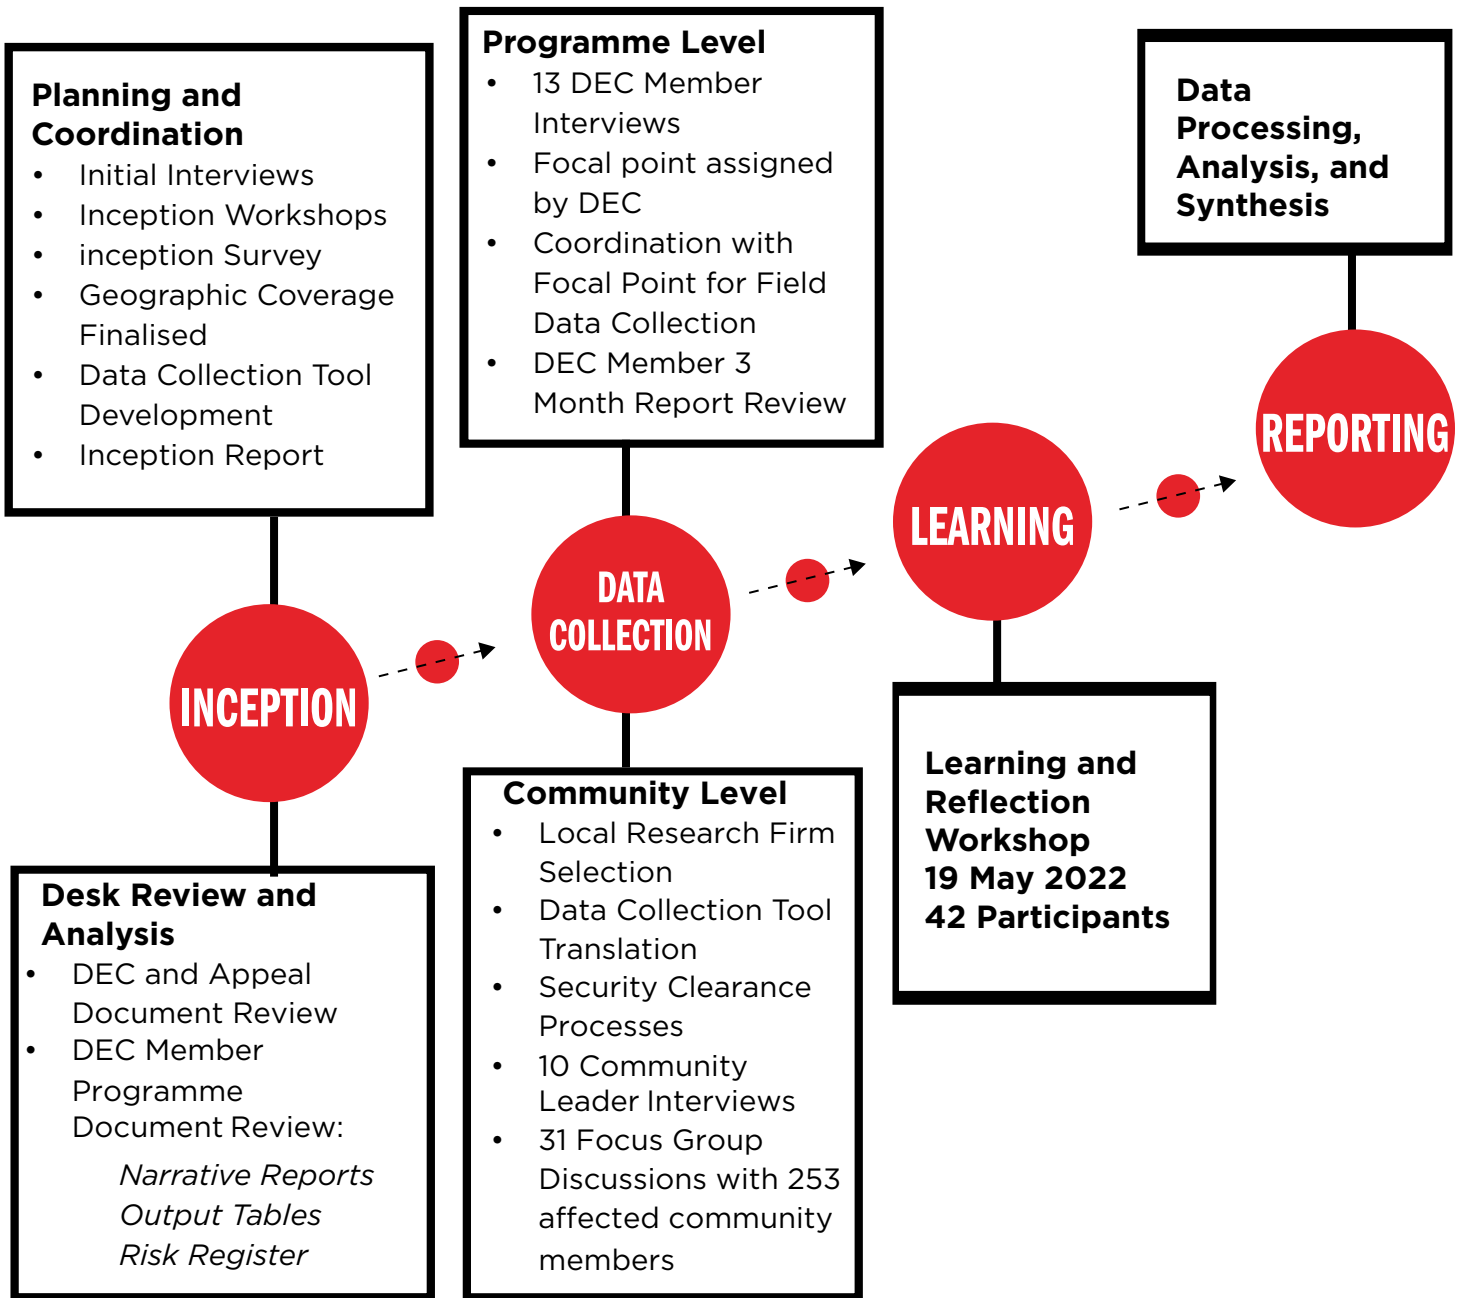 Planning and
Coordination
• Initial Interviews
• Inception Workshops
• inception Survey
• Geographic Coverage
Finalised
• Data Collection Tool
Development
• Inception Report
INCEPTION
Desk Review and
Analysis
• DEC and Appeal
Document Review
• DEC Member
Programme
Document Review:
Narrative Reports
Output Tables
Risk Register
Programme Level
• 13 DEC Member
Interviews
• Focal point assigned
by DEC
• Coordination with
Focal Point for Field
Data Collection
• DEC Member 3
Month Report Review
DATA
COLLECTION
Community Level
• Local Research Firm
Selection
• Data Collection Tool
Translation
• Security Clearance
Processes
• 10 Community
Leader Interviews
• 31 Focus Group
Discussions with 253
affected community
members
LEARNING
Learning and
Reflection
Workshop
19 May 2022
42 Participants
Data
Processing,
Analysis, and
Synthesis
REPORTING